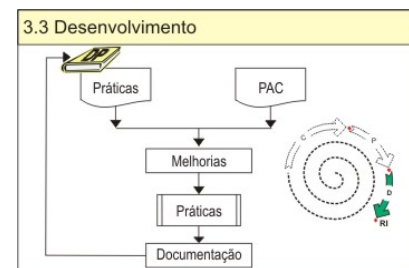 3.3 Desenvolvimento
DP
Práticas
PAC
Melhorias
Práticas
Documentação
C
P
D
RI